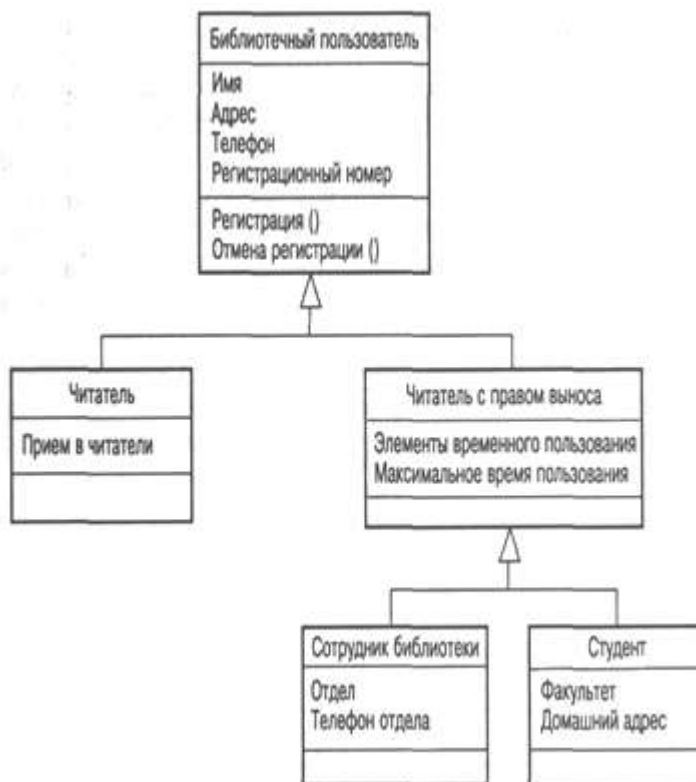 Библиотечный пользователь
Имя
Адрес
Телефон
Регистрационный номер
Регистрация ()
Отмена регистрации ()
Читатель
Прием в читатели
Читатель с правом выноса
Элементы временного пользования
Максимальное время пользования
Сотрудник библиотеки
Отдел
Телефон отдела
Студент
Факультет
Домашний адрес